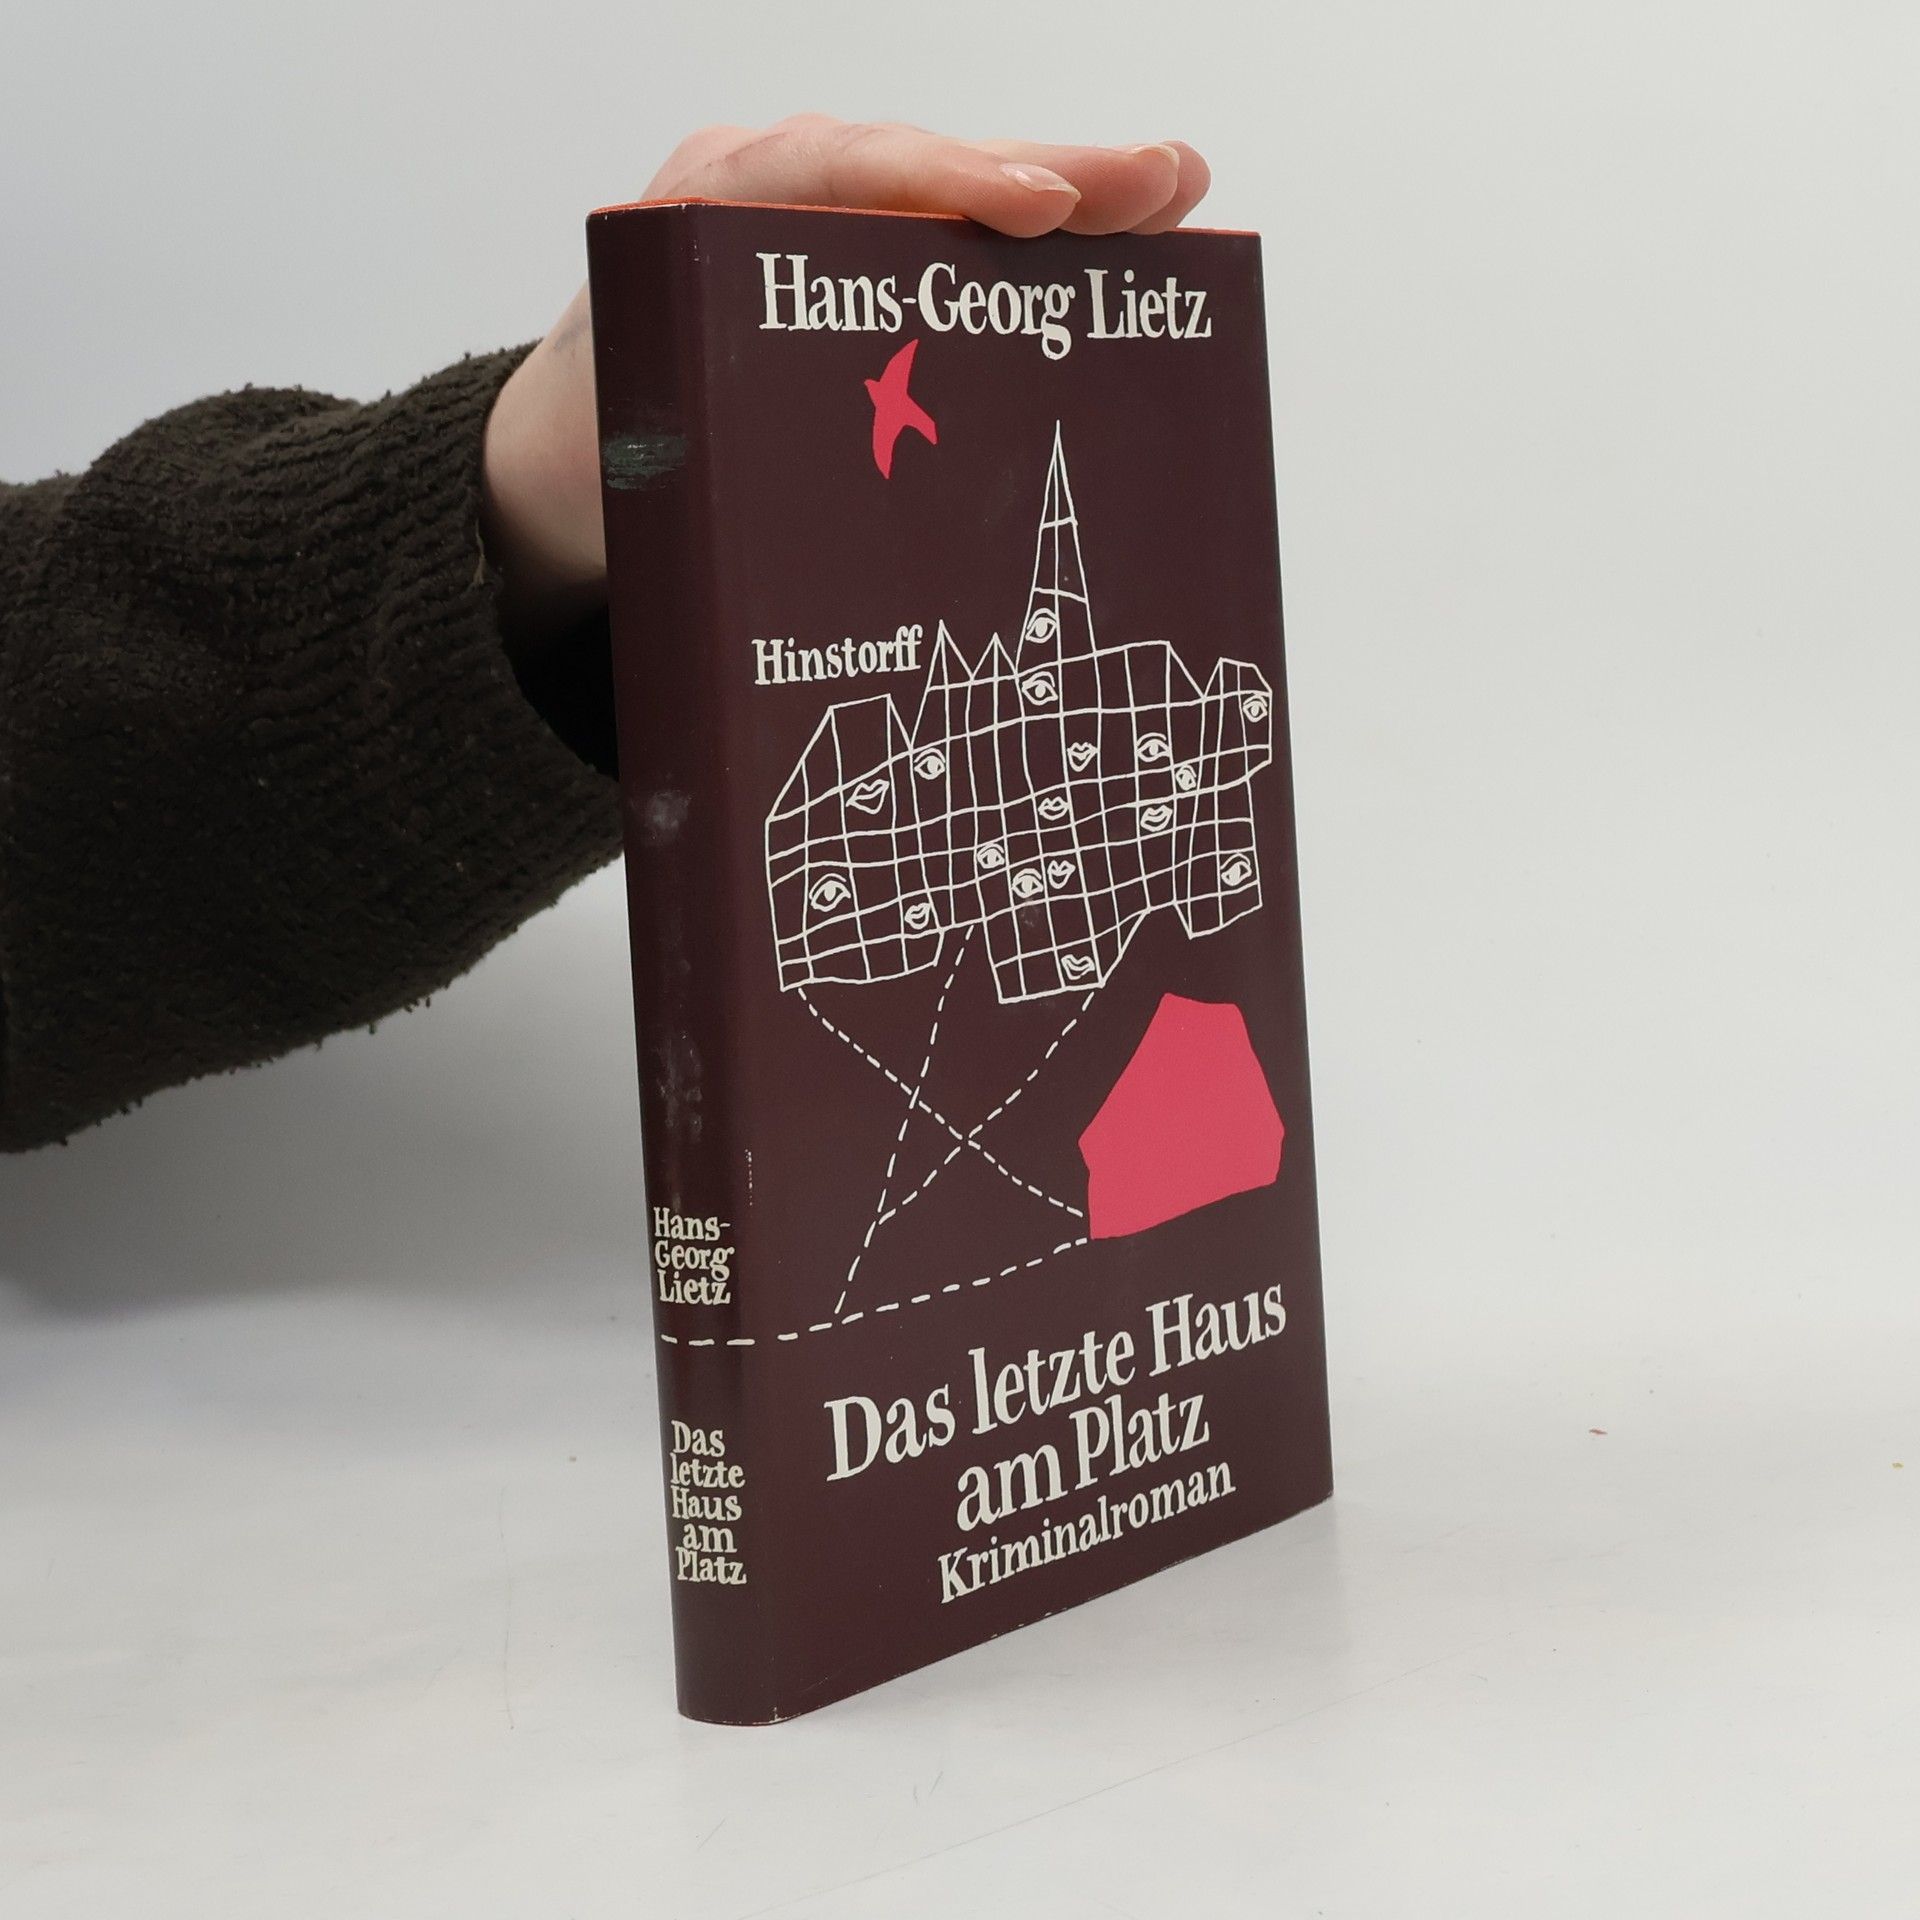 Hans-Georg Lietz
Hinstorff
Das letzte Haus
am Platz
Kriminalroman
Hans-
Georg
Lietz
Das
letzte
Haus
am
Platz